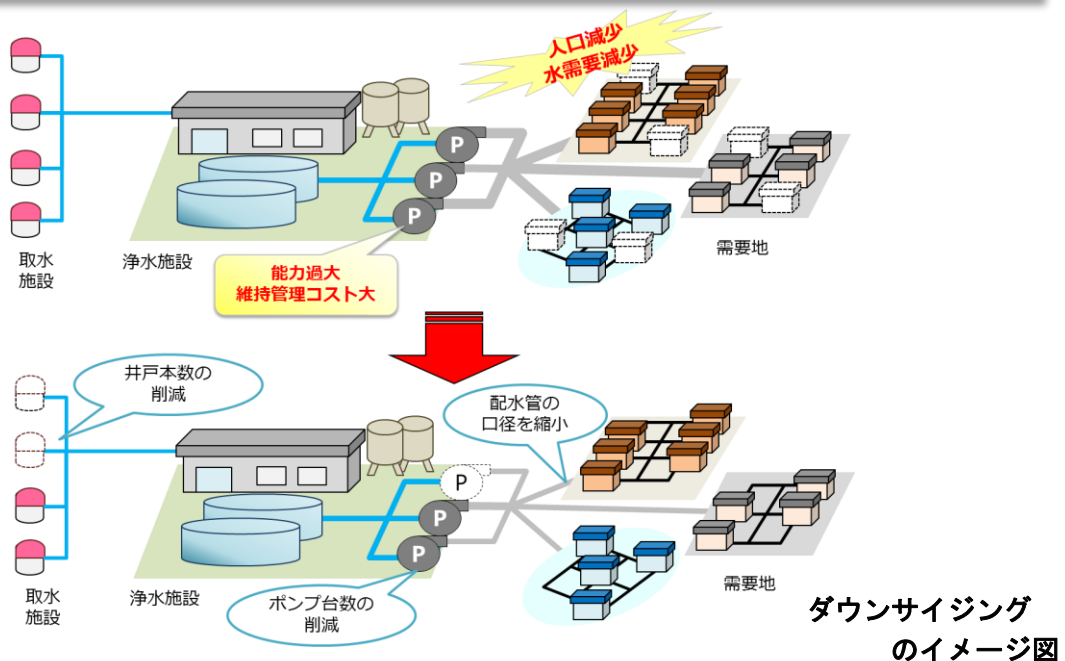 人口減少
水需要減少
P
P
P
取水
施設
浄水施設
需要地
能力過大
維持管理コスト大
井戸本数の
削減
配水管の
口径を縮小
P
P
P
取水
施設
浄水施設
ポンプ台数の
削減
需要地
ダウンサイジング
のイメージ図